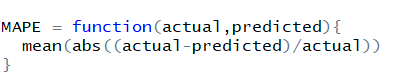 MAPE = function(actual,predicted){
  mean(abs((actual-predicted)/actual))
}